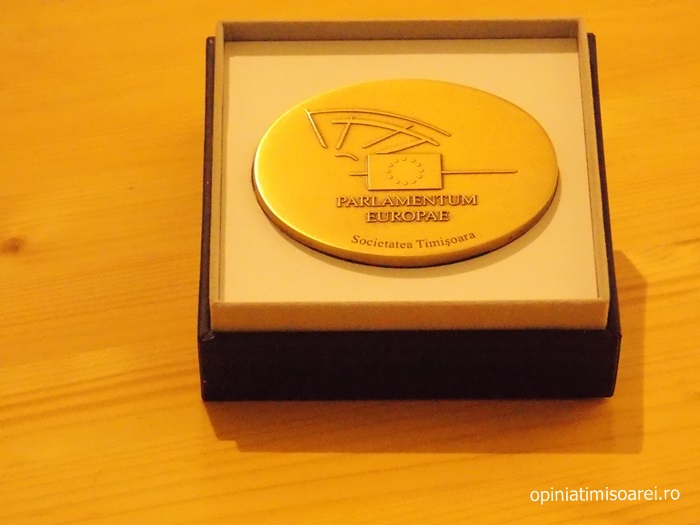 PARLAMENTUM
EUROPAE
Societatea Timişoara
opiniatimisoarei.ro